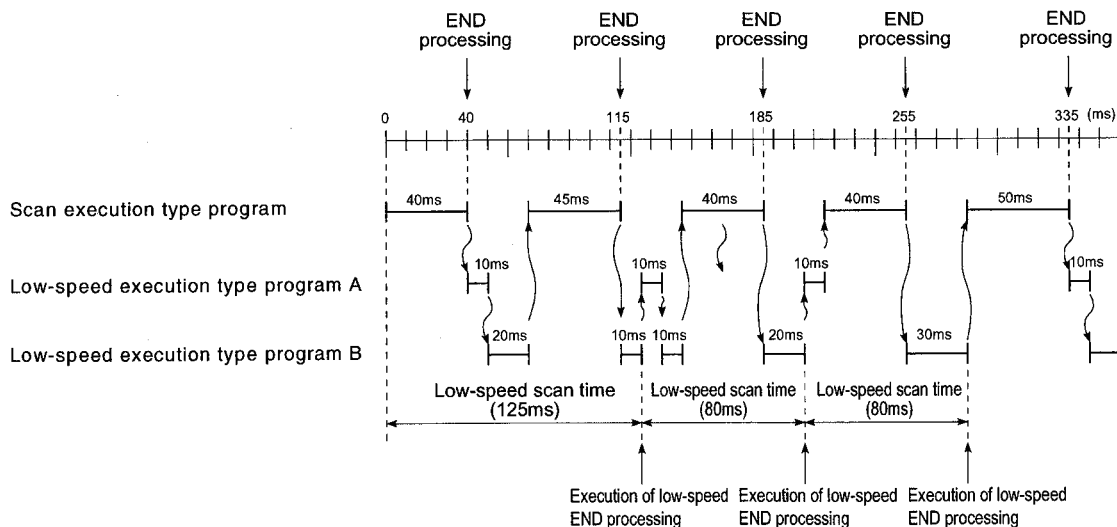 END
processing
END
processing
END
processing
END
processing
END
processing
0 40 115 185 255 335 (ms)
Scan execution type program
40ms 45ms 40ms 40ms 50ms
Low-speed execution type program A
10ms 10ms 10ms 10ms
Low-speed execution type program B
20ms 10ms 10ms 20ms 30ms
Low-speed scan time
(125ms)
Low-speed scan time
(80ms)
Low-speed scan time
(80ms)
Execution of low-speed
END processing
Execution of low-speed
END processing
Execution of low-speed
END processing